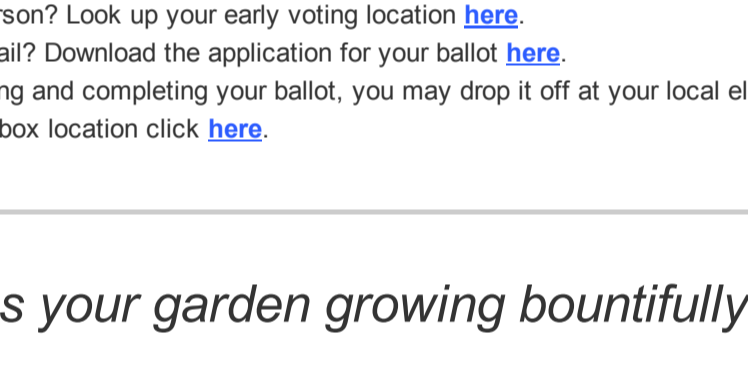 rson? Look up your early voting location here.
ail? Download the application for your ballot here.
ng and completing your ballot, you may drop it off at your local el
box location click here.
s your garden growing bountifully